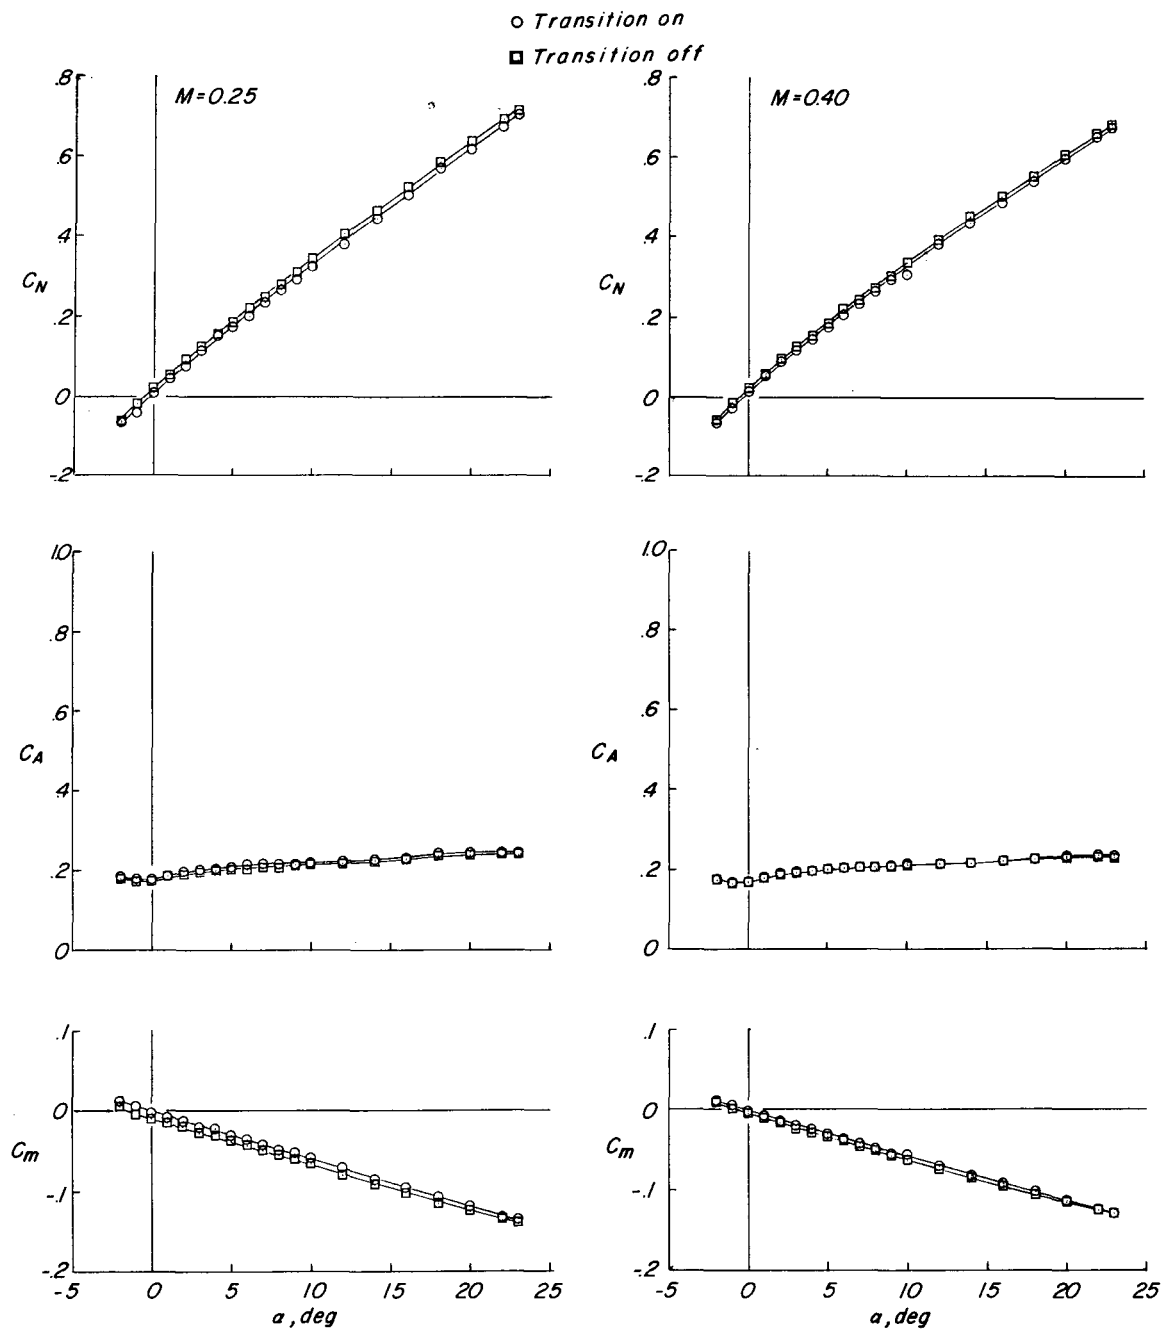 ○ Transition on
□ Transition off
M=0.25
M=0.40
.8
.6
.4
.2
0
-.2
C_N
.8
.6
.4
.2
0
-.2
C_N
1.0
.8
.6
.4
.2
0
C_A
1.0
.8
.6
.4
.2
0
C_A
.1
0
-.1
-.2
C_m
.1
0
-.1
-.2
C_m
-5 0 5 10 15 20 25
α, deg
-5 0 5 10 15 20 25
α, deg